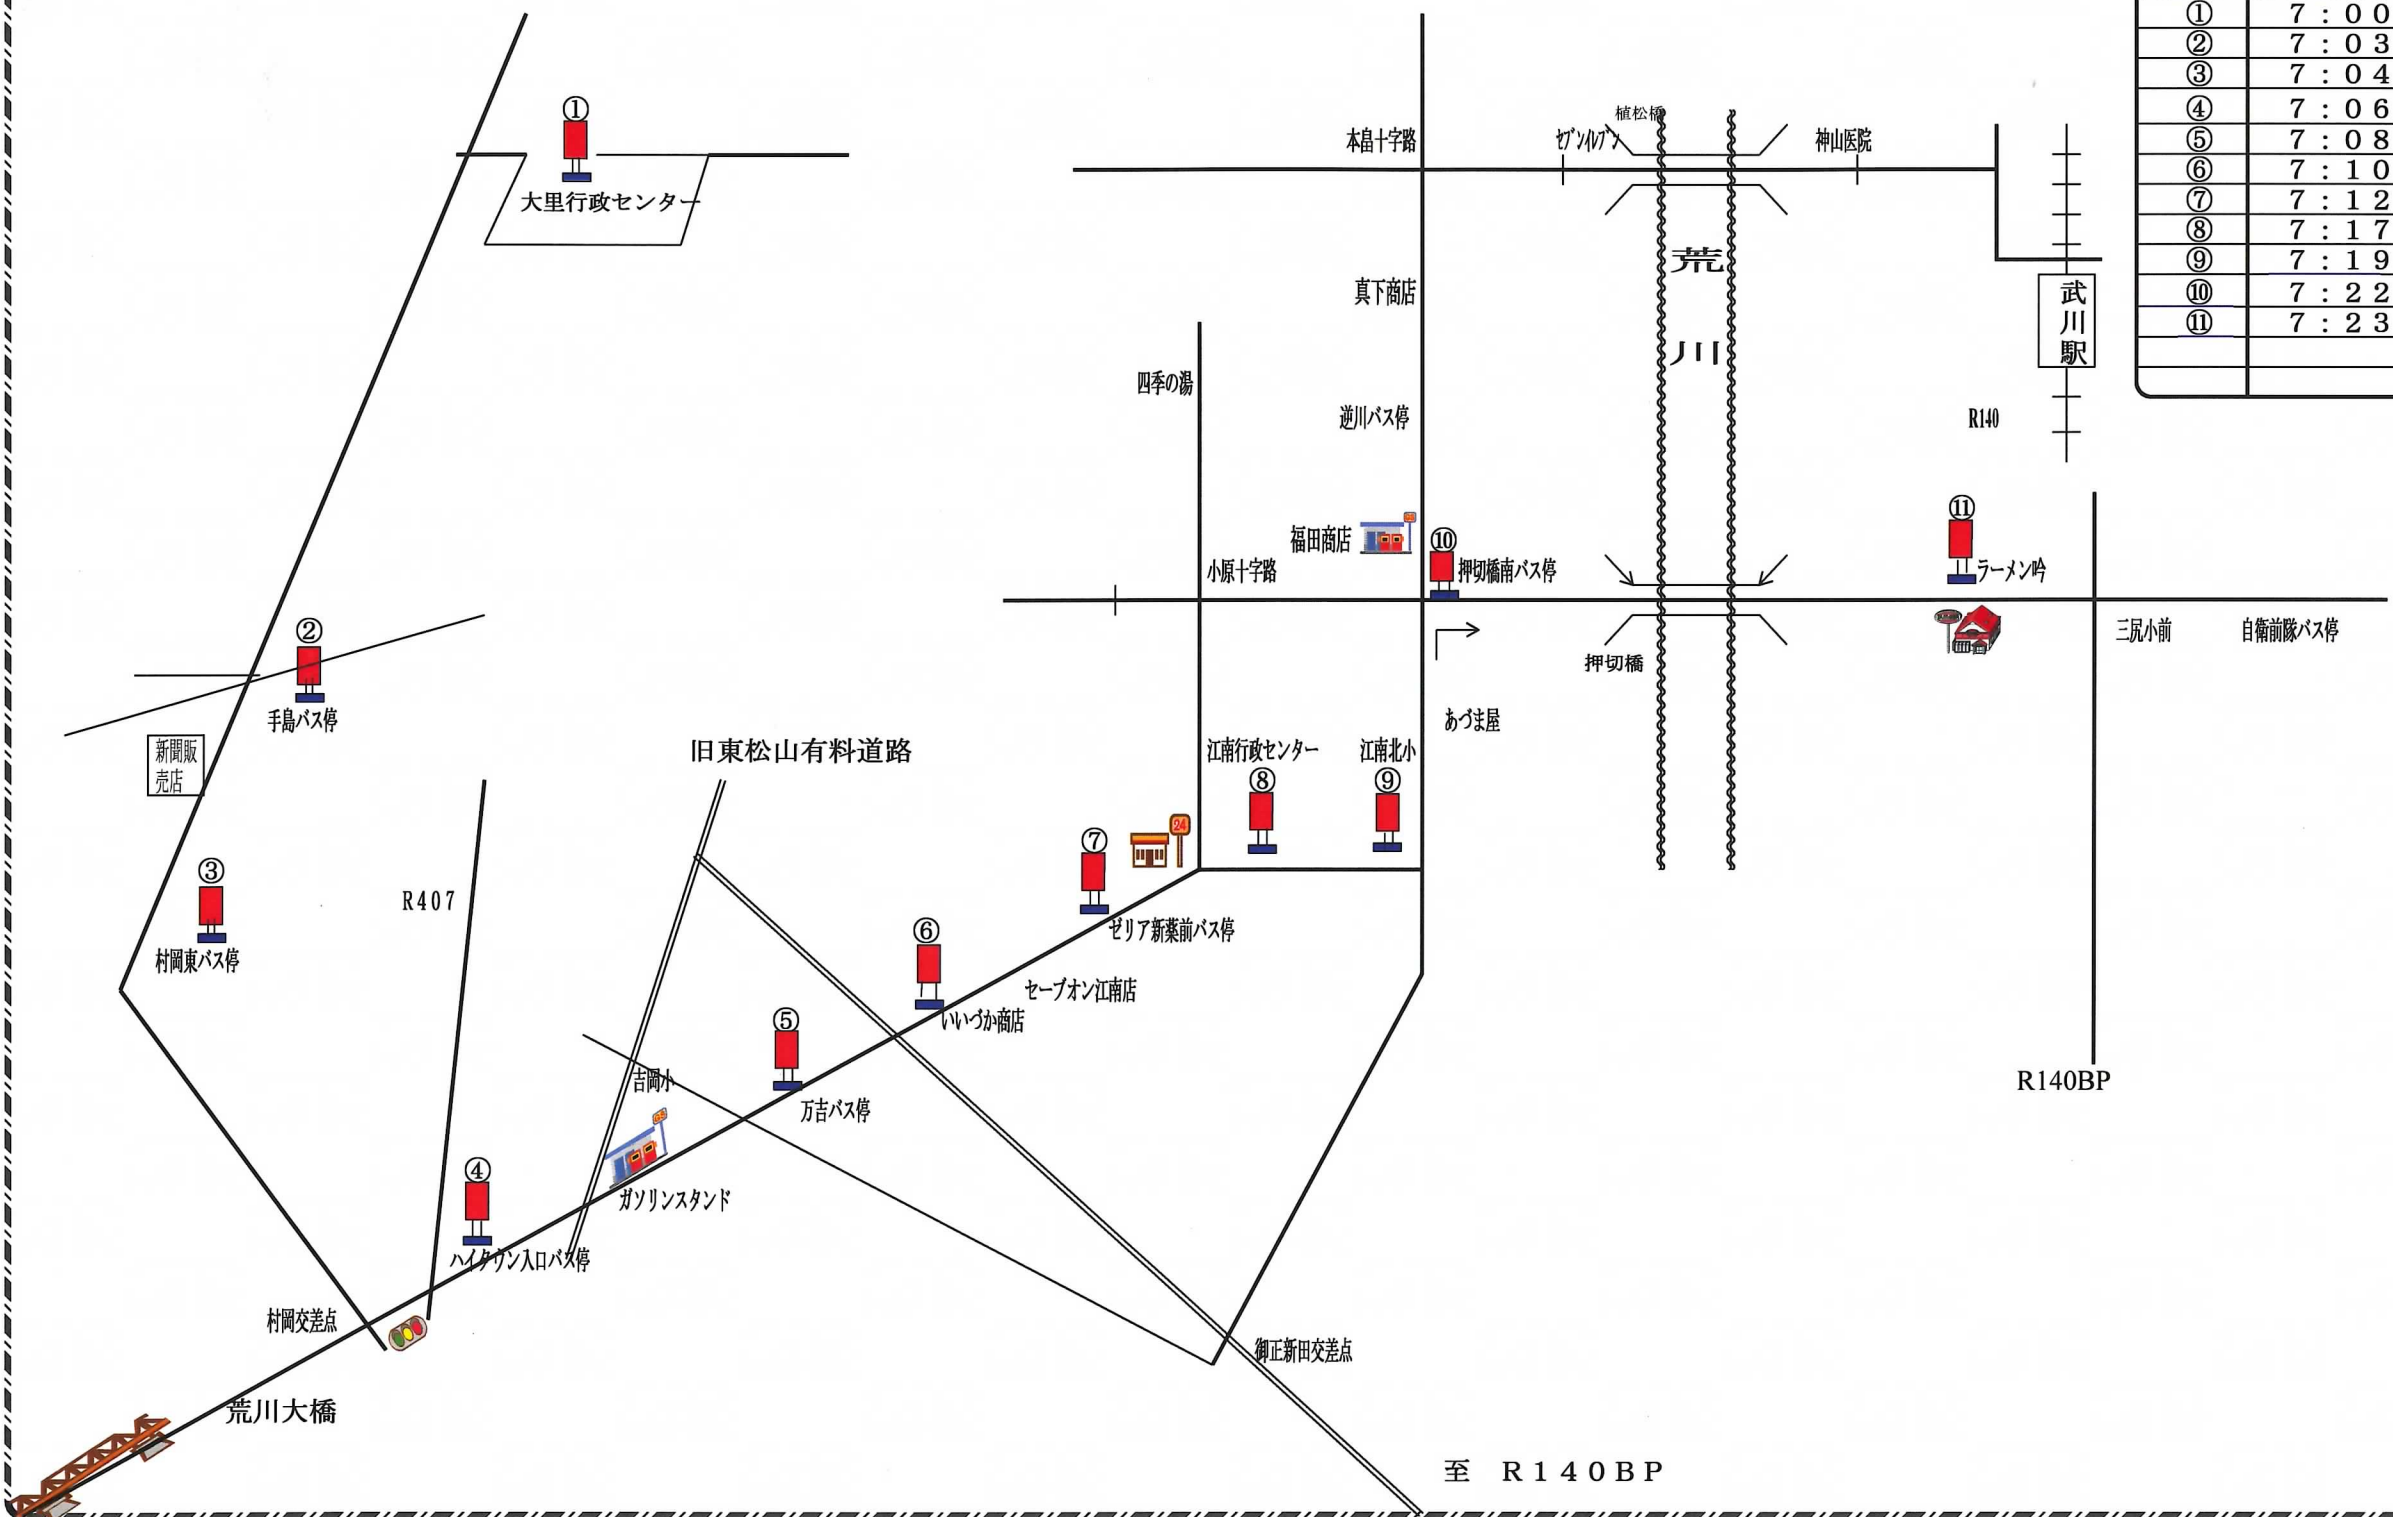 ① 7:00
② 7:03
③ 7:04
④ 7:06
⑤ 7:08
⑥ 7:10
⑦ 7:12
⑧ 7:17
⑨ 7:19
⑩ 7:22
⑪ 7:23
①
大里行政センター
本畠十字路
ｾﾌﾞﾝｲﾚﾌﾞﾝ
植松橋
神山医院
荒川
真下商店
武川駅
四季の湯
逆川バス停
R140
福田商店
⑩
押切橋南バス停
小原十字路
⑪
ラーメン吟
三尻小前
自衛前隊バス停
押切橋
あづま屋
②
手島バス停
新聞販
売店
旧東松山有料道路
江南行政センター
⑧
江南北小
⑨
③
村岡東バス停
R407
⑦
24
ゼリア新薬前バス停
⑥
いいづか商店
セーブオン江南店
⑤
万吉バス停
吉岡小
GS
ガソリンスタンド
④
ハイタウン入口バス停
R140BP
村岡交差点
御正新田交差点
荒川大橋
至 R140BP